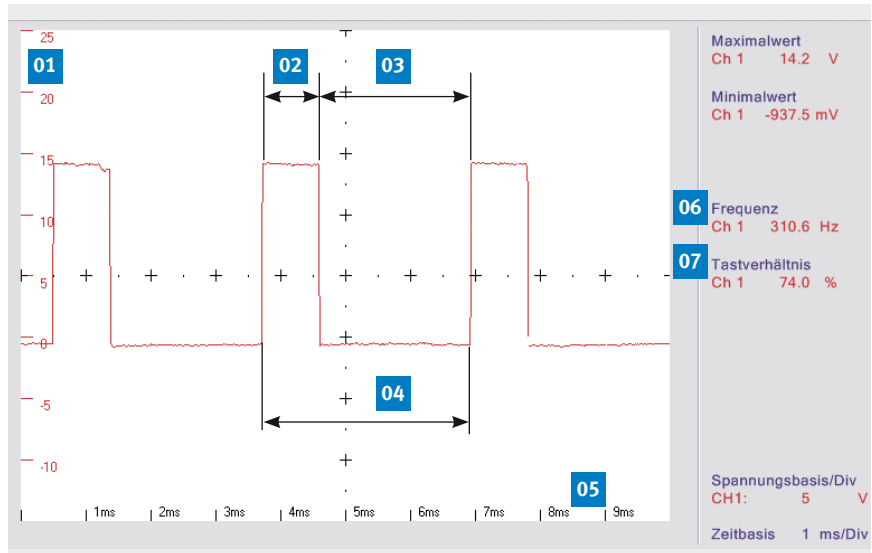 25
01
02
03
20
15
10
5
0
-5
04
-10
05
1ms 2ms 3ms 4ms 5ms 6ms 7ms 8ms 9ms
Maximalwert
Ch 1 14.2 V
Minimalwert
Ch 1 -937.5 mV
06 Frequenz
Ch 1 310.6 Hz
07 Tastverhältnis
Ch 1 74.0 %
Spannungsbasis/Div
CH1: 5 V
Zeitbasis 1 ms/Div